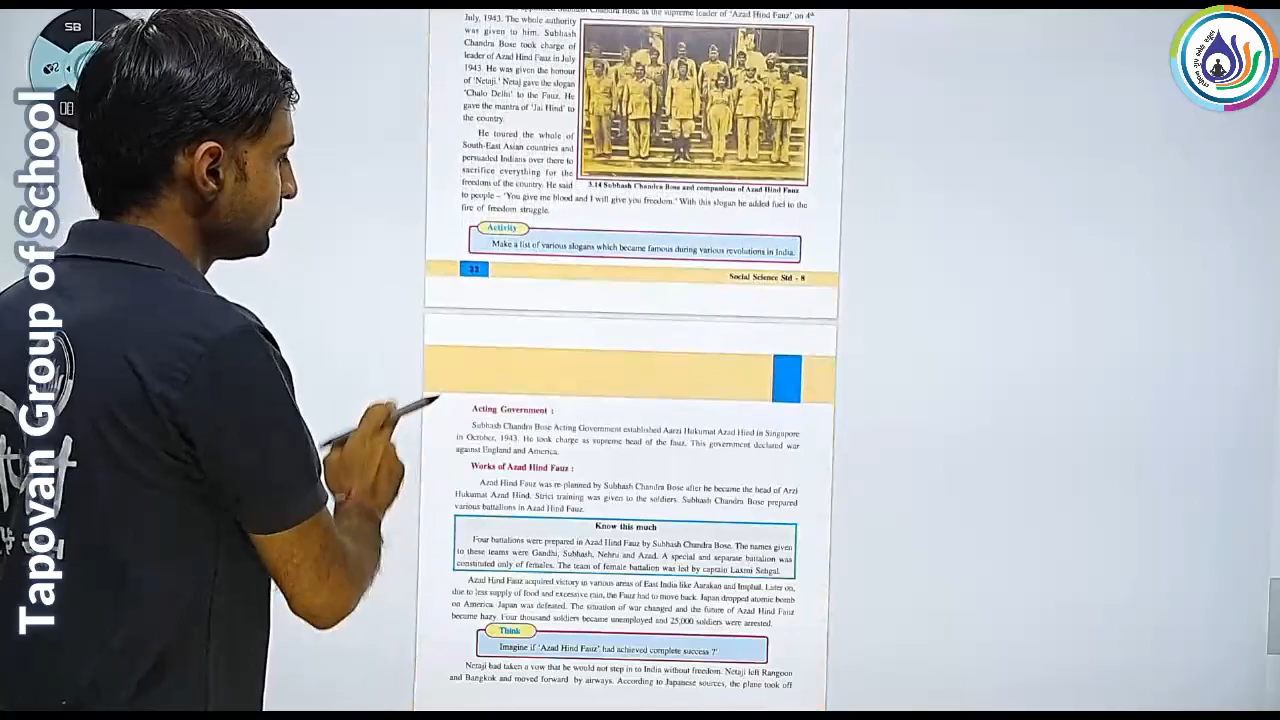 SB
Tapovan Group of School
Subhash Chandra Bose as the supreme leader of 'Azad Hind Fauz' on 4th
July, 1943. The whole authority
was given to him. Subhash
Chandra Bose took charge of
leader of Azad Hind Fauz in July
1943. He was given the honour
of 'Netaji.' Netaj gave the slogan
'Chalo Delhi' to the Fauz. He
gave the mantra of 'Jai Hind' to
the country.
He toured the whole of
South-East Asian countries and
persuaded Indians over there to
sacrifice everything for the
freedom of the country. He said
3.14 Subhash Chandra Bose and companions of Azad Hind Fauz
to people – 'You give me blood and I will give you freedom.' With this slogan he added fuel to the
fire of freedom struggle.
Activity
Make a list of various slogans which became famous during various revolutions in India.
Social Science Std - 8
Acting Government :
Subhash Chandra Bose Acting Government established Aarzi Hukumat Azad Hind in Singapore
in October, 1943. He took charge as supreme head of the fauz. This government declared war
against England and America.
Works of Azad Hind Fauz :
Azad Hind Fauz was re-planned by Subhash Chandra Bose after he became the head of Arzi
Hukumat Azad Hind. Strict training was given to the soldiers. Subhash Chandra Bose prepared
various battalions in Azad Hind Fauz.
Know this much
Four battalions were prepared in Azad Hind Fauz by Subhash Chandra Bose. The names given
to these teams were Gandhi, Subhash, Nehru and Azad. A special and separate battalion was
constituted only of females. The team of female battalion was led by captain Laxmi Sehgal.
Azad Hind Fauz acquired victory in various areas of East India like Aarakan and Imphal. Later on,
due to less supply of food and excessive rain, the Fauz had to move back. Japan dropped atomic bomb
on America. Japan was defeated. The situation of war changed and the future of Azad Hind Fauz
became hazy. Four thousand soldiers became unemployed and 25,000 soldiers were arrested.
Think
Imagine if 'Azad Hind Fauz' had achieved complete success ?'
Netaji had taken a vow that he would not step in to India without freedom. Netaji left Rangoon
and Bangkok and moved forward by airways. According to Japanese sources, the plane took off